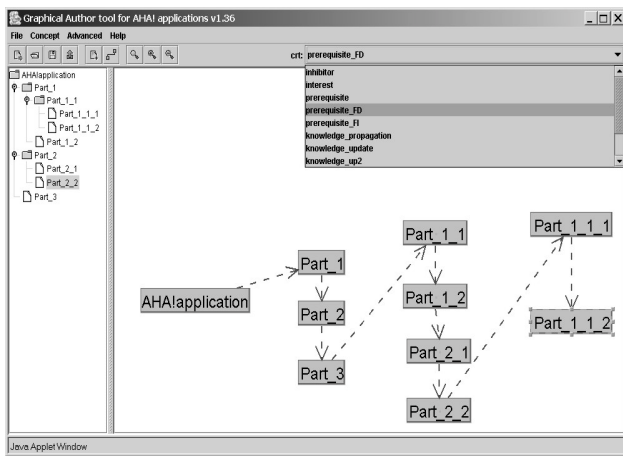 Graphical Author tool for AHA! applications v1.36
File Concept Advanced Help
crt: prerequisite_FD
inhibitor
interest
prerequisite
prerequisite_FD
prerequisite_FI
knowledge_propagation
knowledge_update
knowledge_up2
AHA!application
Part_1
Part_1_1
Part_1_1_1
Part_1_1_2
Part_1_2
Part_2
Part_2_1
Part_2_2
Part_3
AHA!application
Part_1
Part_2
Part_3
Part_1_1
Part_1_2
Part_2_1
Part_2_2
Part_1_1_1
Part_1_1_2
Java Applet Window